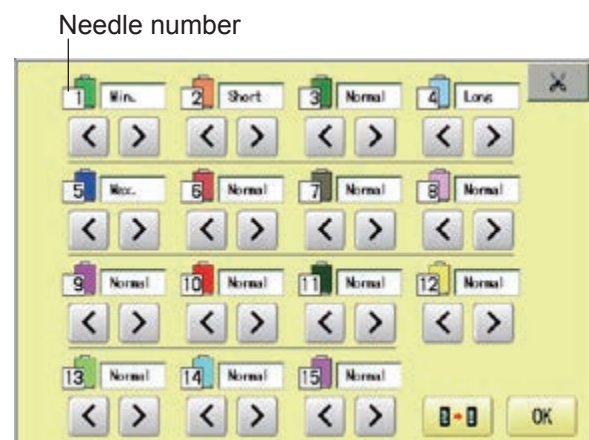 Needle number
1 Min. 2 Short 3 Normal 4 Long
5 Max. 6 Normal 7 Normal 8 Normal
9 Normal 10 Normal 11 Normal 12 Normal
13 Normal 14 Normal 15 Normal
OK